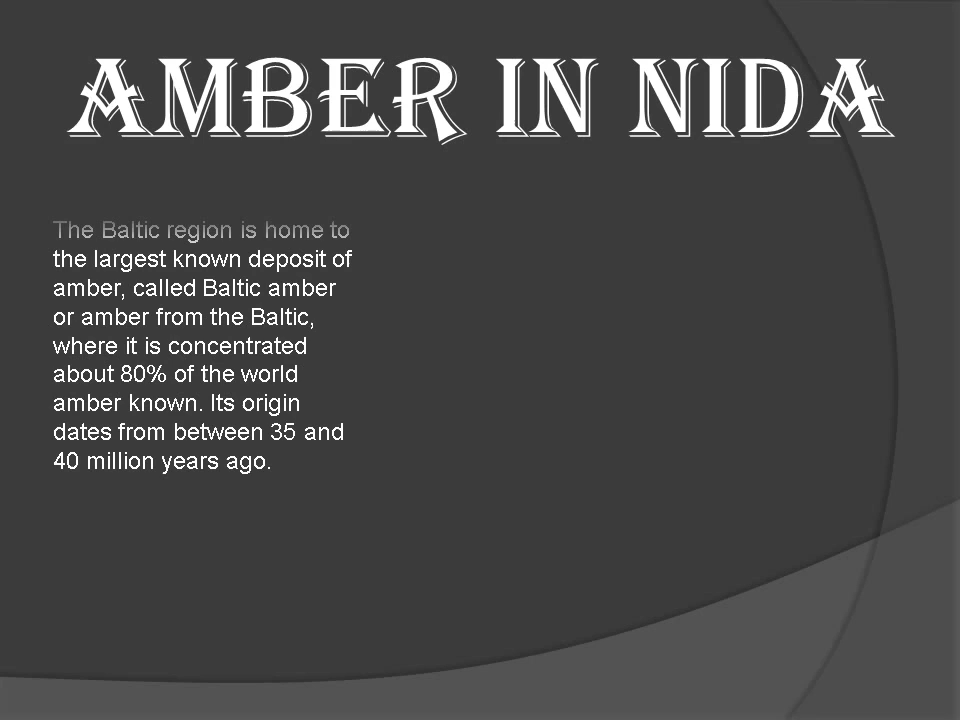 AMBER IN NIDA
The Baltic region is home to
the largest known deposit of
amber, called Baltic amber
or amber from the Baltic,
where it is concentrated
about 80% of the world
amber known. Its origin
dates from between 35 and
40 million years ago.